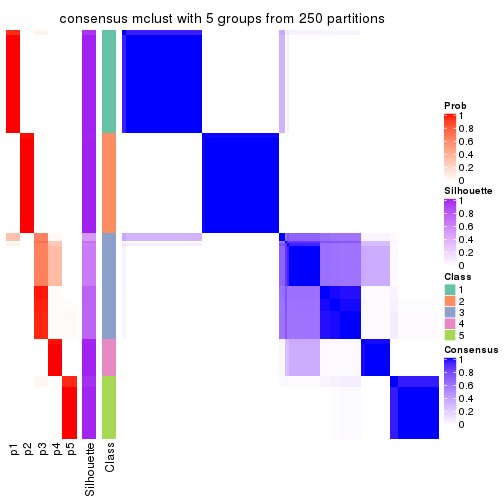 consensus mclust with 5 groups from 250 partitions
Prob
1
0.8
0.6
0.4
0.2
0
Silhouette
1
0.8
0.6
0.4
0.2
0
Class
1
2
3
4
5
Consensus
1
0.8
0.6
0.4
0.2
0
p1
p2
p3
p4
p5
Silhouette
Class